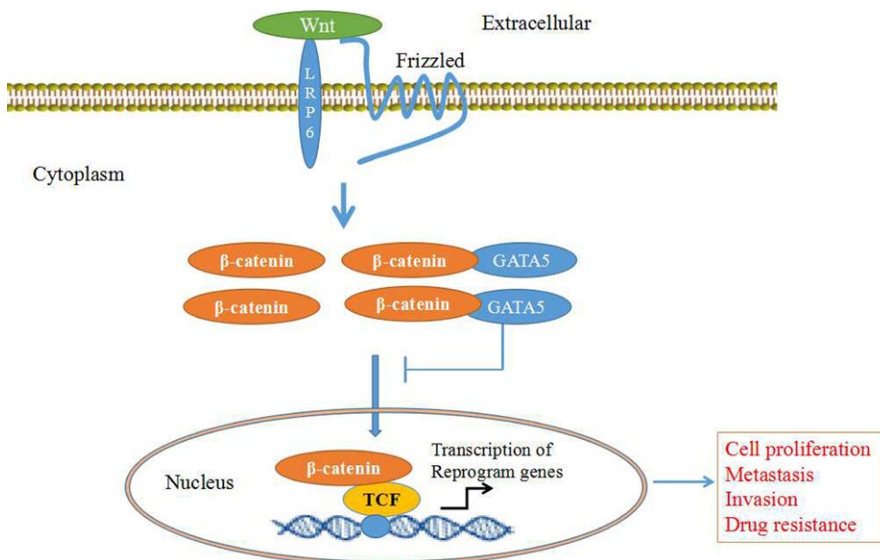 Wnt
Extracellular
Frizzled
LRP6
Cytoplasm
β-catenin
β-catenin
GATA5
β-catenin
β-catenin
GATA5
Transcription of
Reprogram genes
β-catenin
Nucleus
TCF
Cell proliferation
Metastasis
Invasion
Drug resistance